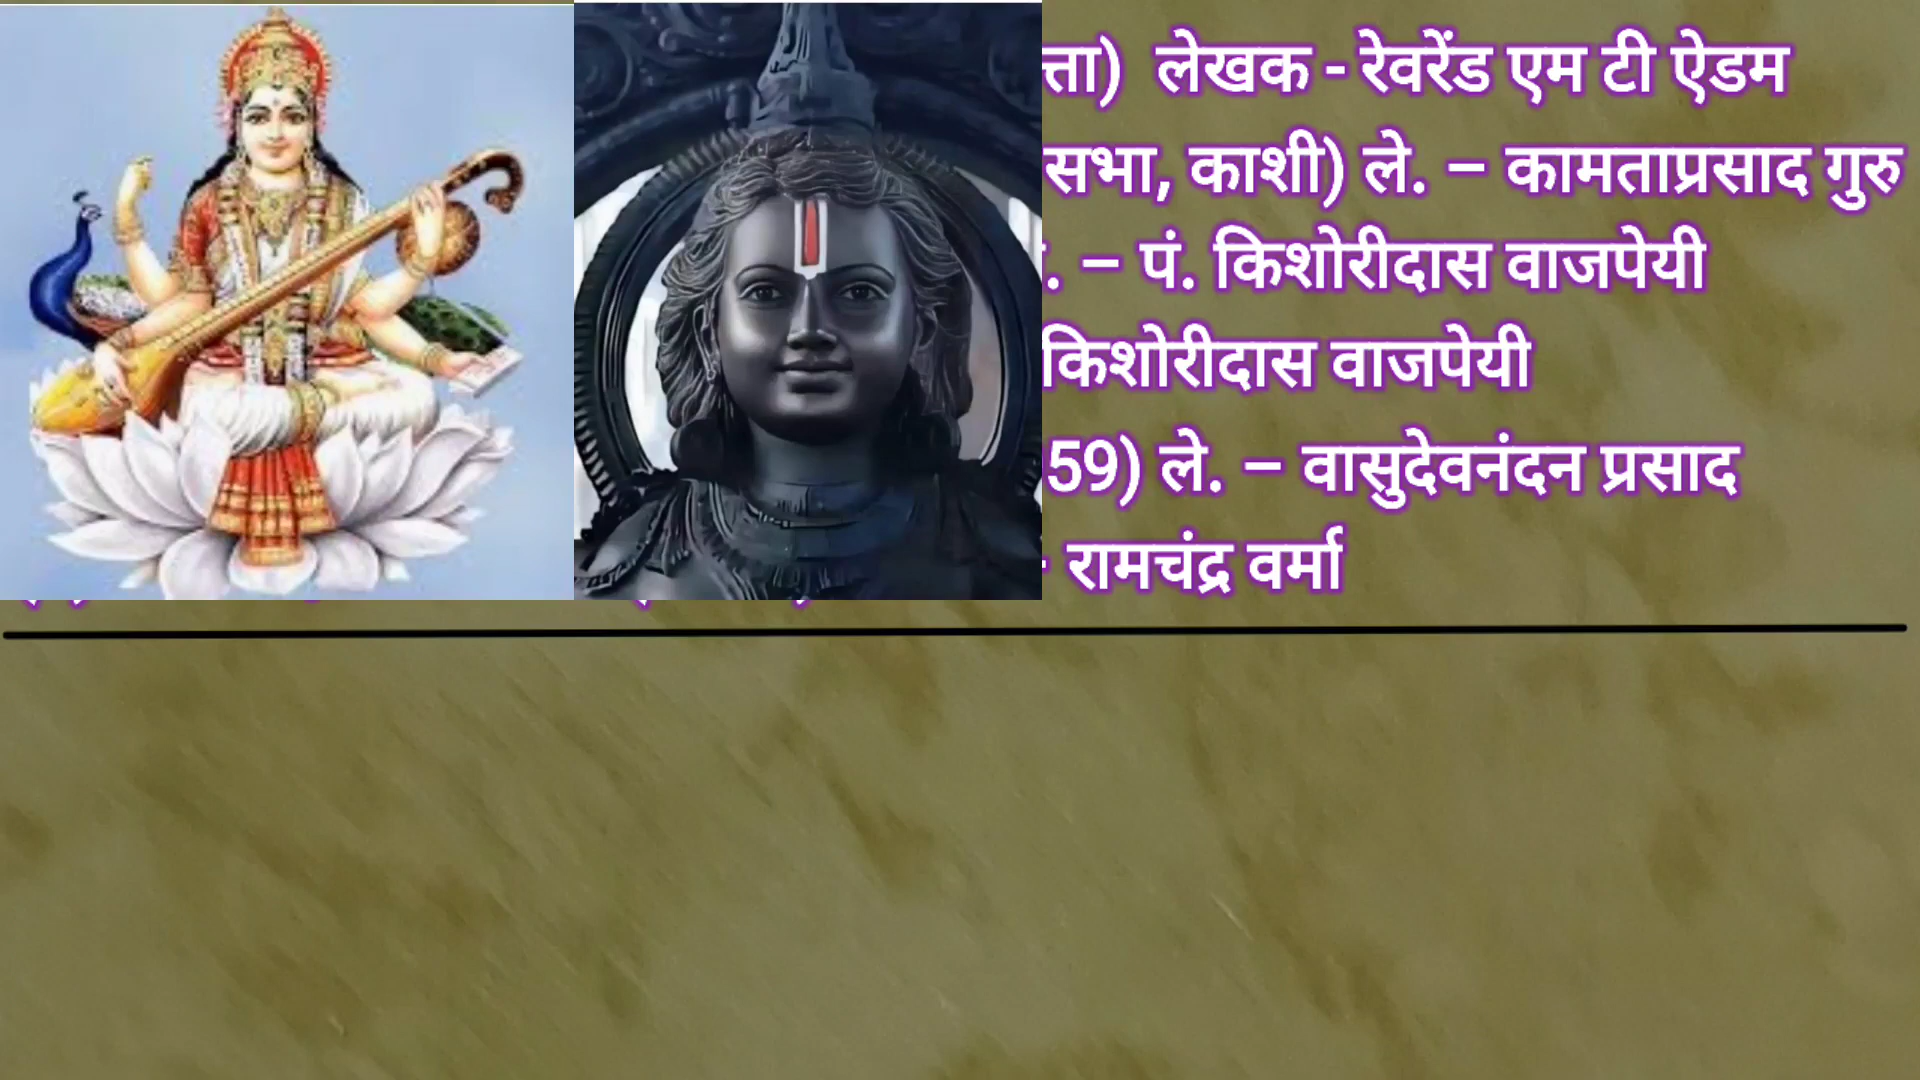 त्ता) लेखक - रेवरेंड एम टी ऐडम
सभा, काशी) ले. – कामताप्रसाद गुरु
. – पं. किशोरीदास वाजपेयी
किशोरीदास वाजपेयी
59) ले. – वासुदेवनंदन प्रसाद
- रामचंद्र वर्मा